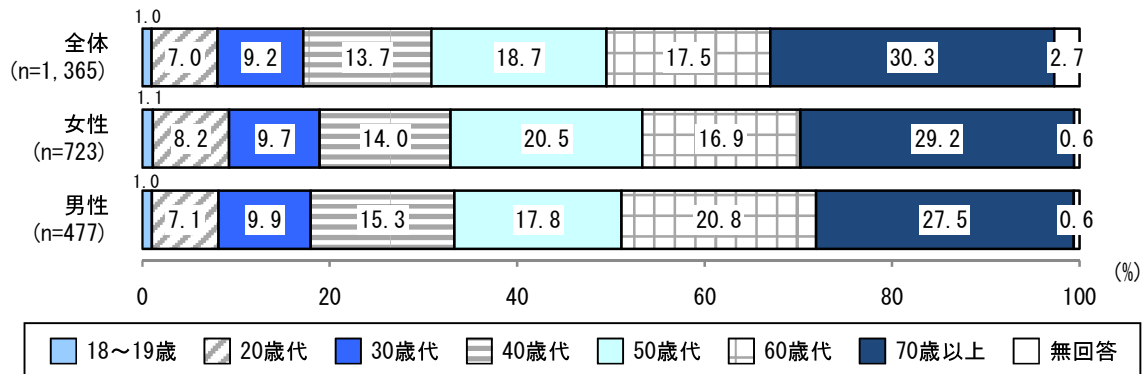 1.0
全体
(n=1,365)
7.0 9.2 13.7 18.7 17.5 30.3 2.7
1.1
女性
(n=723)
8.2 9.7 14.0 20.5 16.9 29.2 0.6
1.0
男性
(n=477)
7.1 9.9 15.3 17.8 20.8 27.5 0.6
(%)
0 20 40 60 80 100
18～19歳 20歳代 30歳代 40歳代 50歳代 60歳代 70歳以上 無回答